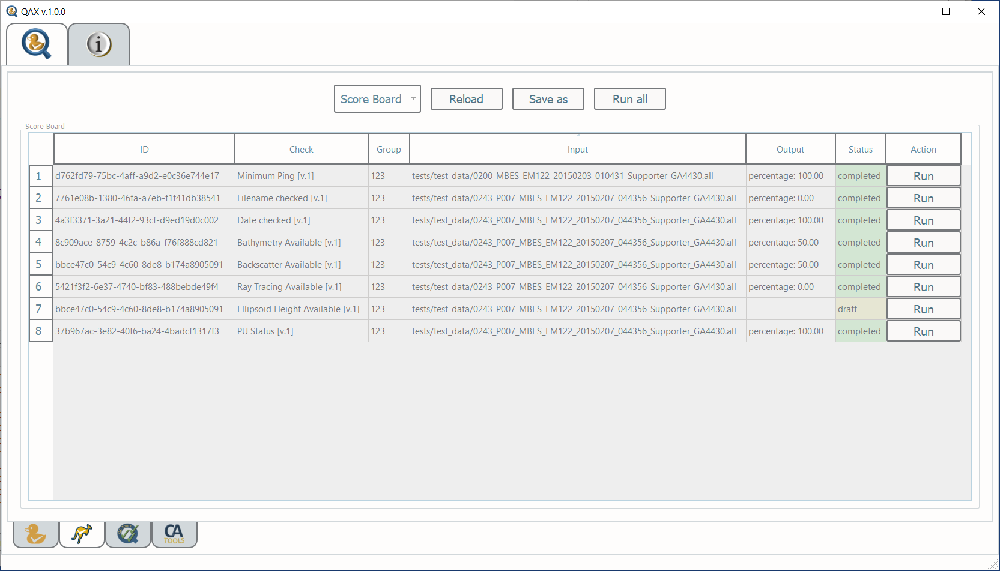 QAX v.1.0.0
i
Score Board Reload Save as Run all
Score Board
ID Check Group Input Output Status Action
1 d762fd79-75bc-4aff-a9d2-e0c36e744e17 Minimum Ping [v.1] 123 tests/test_data/0200_MBES_EM122_20150203_010431_Supporter_GA4430.all percentage: 100.00 completed Run
2 7761e08b-1380-46fa-a7eb-f1f41db38541 Filename checked [v.1] 123 tests/test_data/0243_P007_MBES_EM122_20150207_044356_Supporter_GA4430.all percentage: 0.00 completed Run
3 4a3f3371-3a21-44f2-93cf-d9ed19d0c002 Date checked [v.1] 123 tests/test_data/0243_P007_MBES_EM122_20150207_044356_Supporter_GA4430.all percentage: 100.00 completed Run
4 8c909ace-8759-4c2c-b86a-f76f888cd821 Bathymetry Available [v.1] 123 tests/test_data/0243_P007_MBES_EM122_20150207_044356_Supporter_GA4430.all percentage: 50.00 completed Run
5 bbce47c0-54c9-4c60-8de8-b174a8905091 Backscatter Available [v.1] 123 tests/test_data/0243_P007_MBES_EM122_20150207_044356_Supporter_GA4430.all percentage: 50.00 completed Run
6 5421f3f2-6e37-4740-bf83-488bebde49f4 Ray Tracing Available [v.1] 123 tests/test_data/0243_P007_MBES_EM122_20150207_044356_Supporter_GA4430.all percentage: 0.00 completed Run
7 bbce47c0-54c9-4c60-8de8-b174a8905091 Ellipsoid Height Available [v.1] 123 tests/test_data/0243_P007_MBES_EM122_20150207_044356_Supporter_GA4430.all draft Run
8 37b967ac-3e82-40f6-ba24-4badcf1317f3 PU Status [v.1] 123 tests/test_data/0243_P007_MBES_EM122_20150207_044356_Supporter_GA4430.all percentage: 100.00 completed Run
QC TOOLS
CA
TOOLS